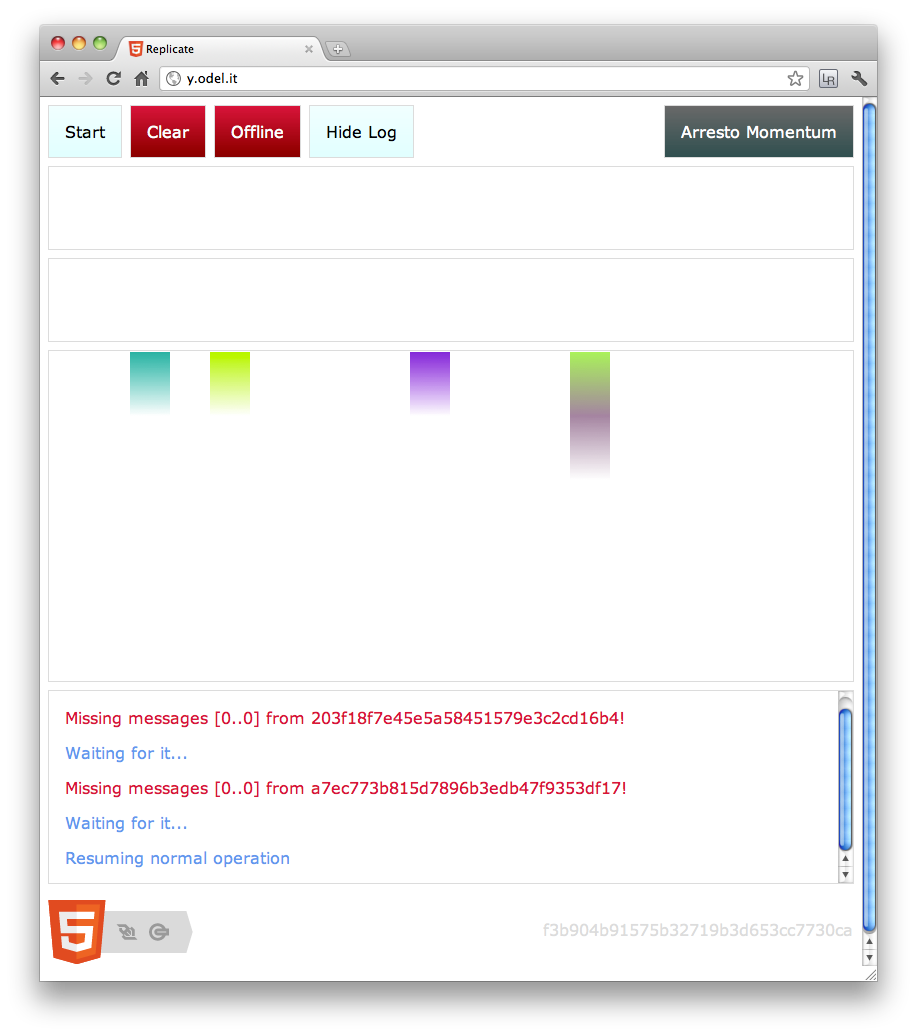 Replicate
y.odel.it
LR
Start Clear Offline Hide Log Arresto Momentum
Missing messages [0..0] from 203f18f7e45e5a58451579e3c2cd16b4!
Waiting for it...
Missing messages [0..0] from a7ec773b815d7896b3edb47f9353df17!
Waiting for it...
Resuming normal operation
5
f3b904b91575b32719b3d653cc7730ca